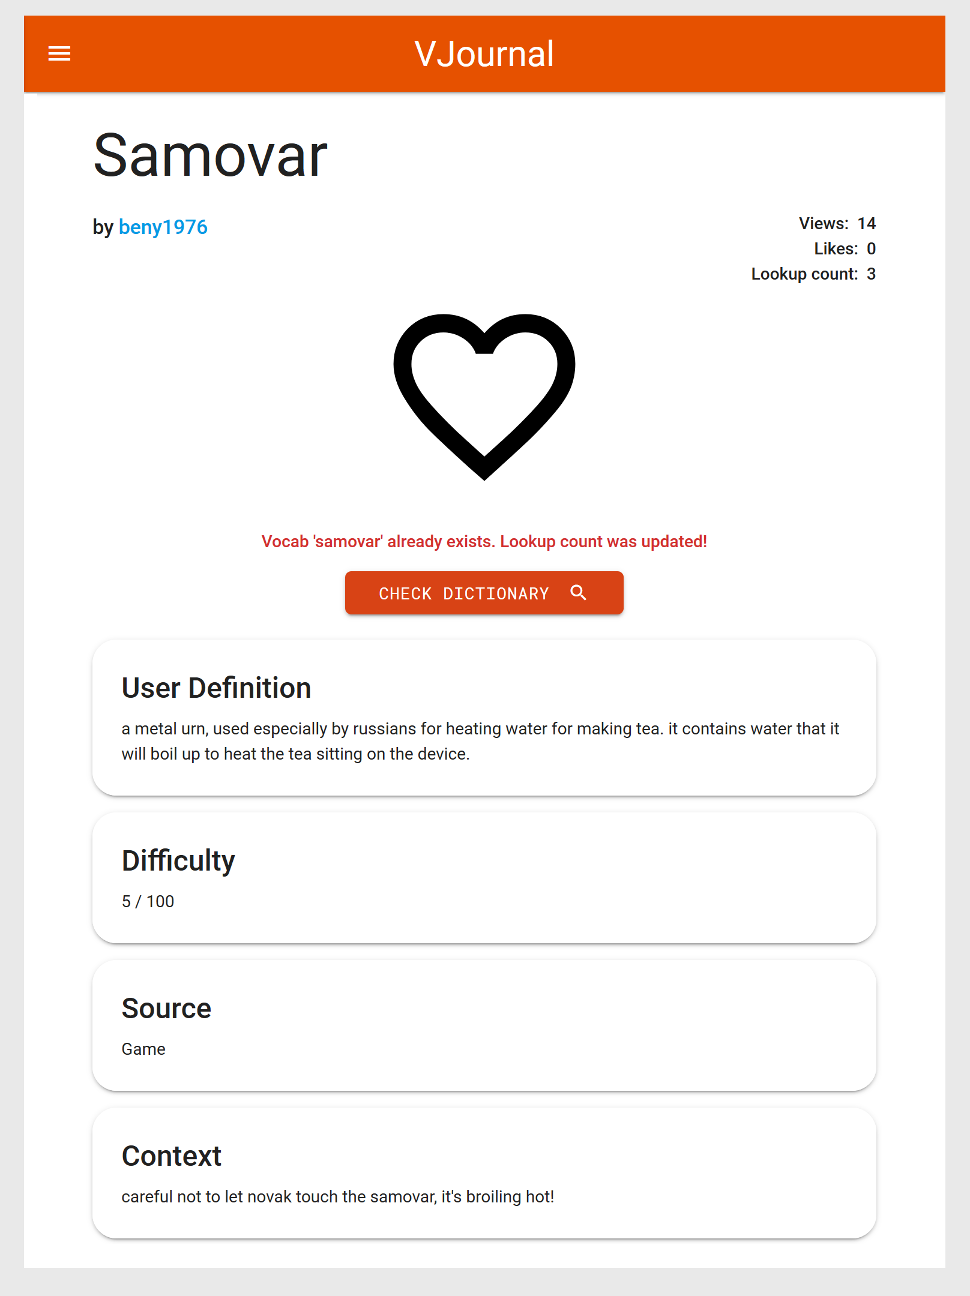 VJournal
Samovar
by beny1976
Views: 14
Likes: 0
Lookup count: 3
Vocab 'samovar' already exists. Lookup count was updated!
CHECK DICTIONARY
User Definition
a metal urn, used especially by russians for heating water for making tea. it contains water that it
will boil up to heat the tea sitting on the device.
Difficulty
5 / 100
Source
Game
Context
careful not to let novak touch the samovar, it's broiling hot!